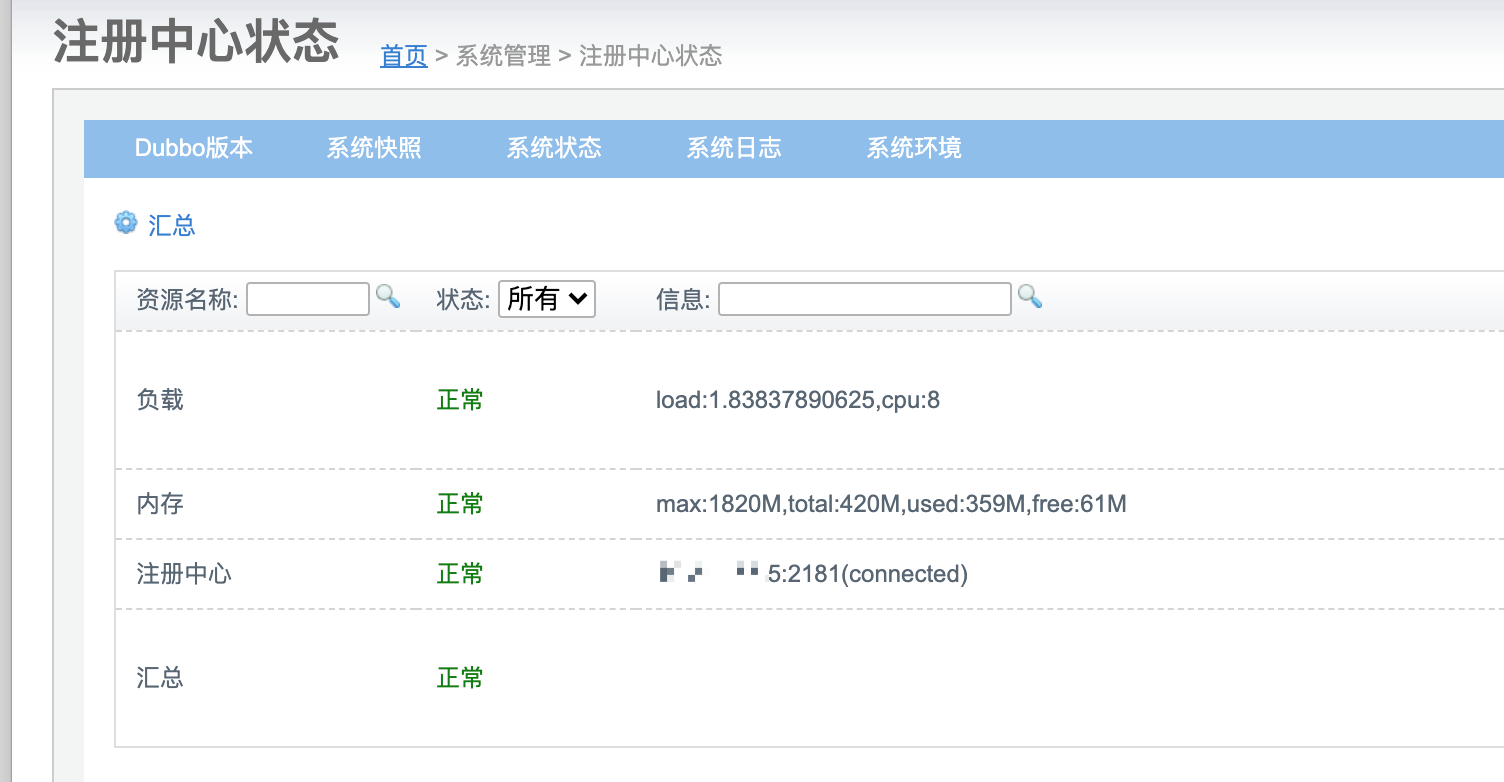 注册中心状态 首页 > 系统管理 > 注册中心状态
Dubbo版本 系统快照 系统状态 系统日志 系统环境
汇总
资源名称: 状态: 所有 信息:
负载 正常 load:1.83837890625,cpu:8
内存 正常 max:1820M,total:420M,used:359M,free:61M
注册中心 正常 5:2181(connected)
汇总 正常